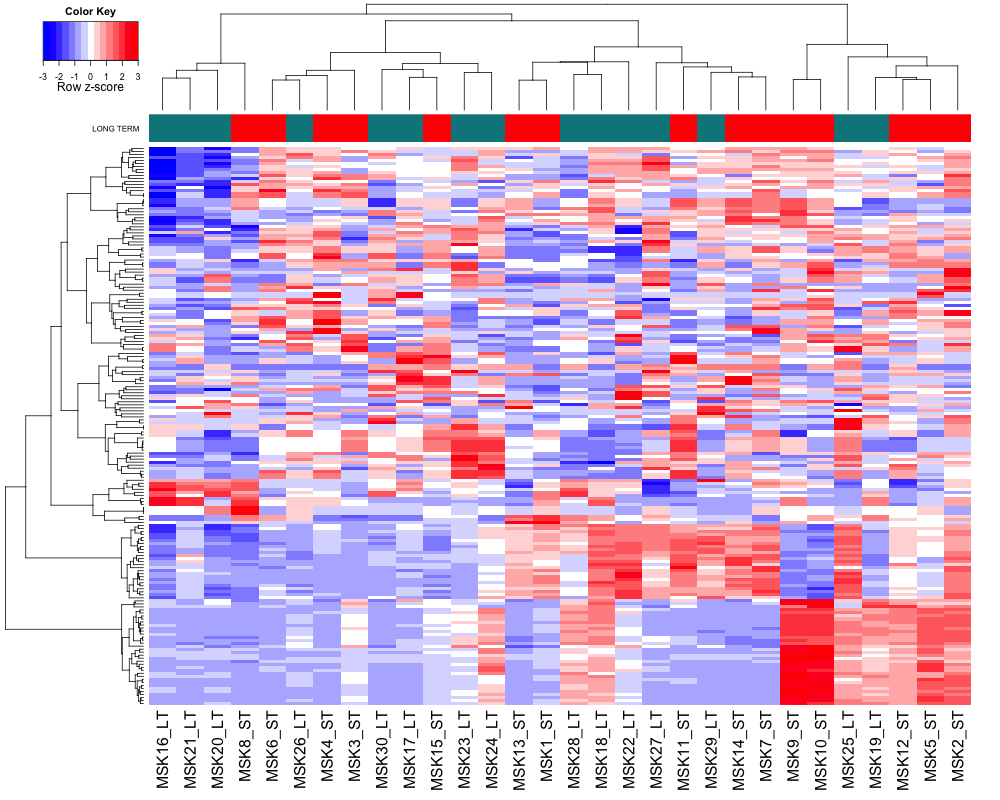 Color Key
-3 -2 -1 0 1 2 3
Row z-score
LONG TERM
MSK16_LT
MSK21_LT
MSK20_LT
MSK8_ST
MSK6_ST
MSK26_LT
MSK4_ST
MSK3_ST
MSK30_LT
MSK17_LT
MSK15_ST
MSK23_LT
MSK24_LT
MSK13_ST
MSK1_ST
MSK28_LT
MSK18_LT
MSK22_LT
MSK27_LT
MSK11_ST
MSK29_LT
MSK14_ST
MSK7_ST
MSK9_ST
MSK10_ST
MSK25_LT
MSK19_LT
MSK12_ST
MSK5_ST
MSK2_ST